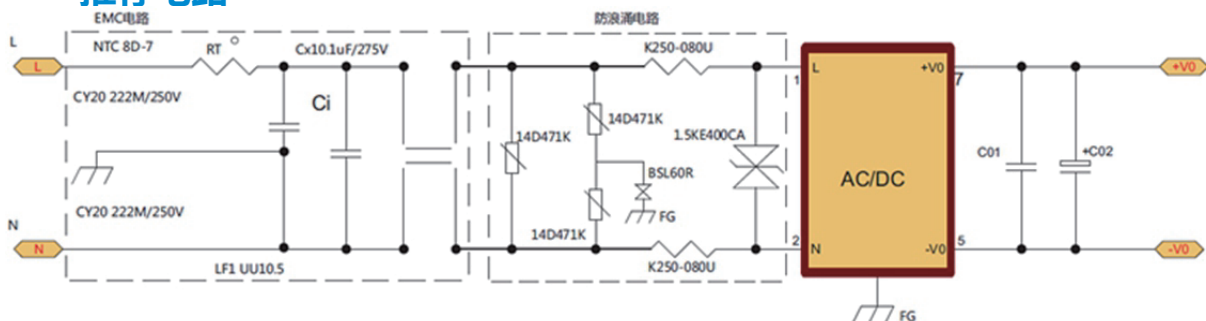 EMC电路
防浪涌电路
L
NTC 8D-7
RT
Cx10.1uF/275V
K250-080U
L
1
L
+V0
7
+V0
CY20 222M/250V
Ci
14D471K
14D471K
1.5KE400CA
C01
+C02
BSL60R
AC/DC
FG
CY20 222M/250V
N
N
14D471K
2
N
-V0
5
-V0
LF1 UU10.5
K250-080U
FG